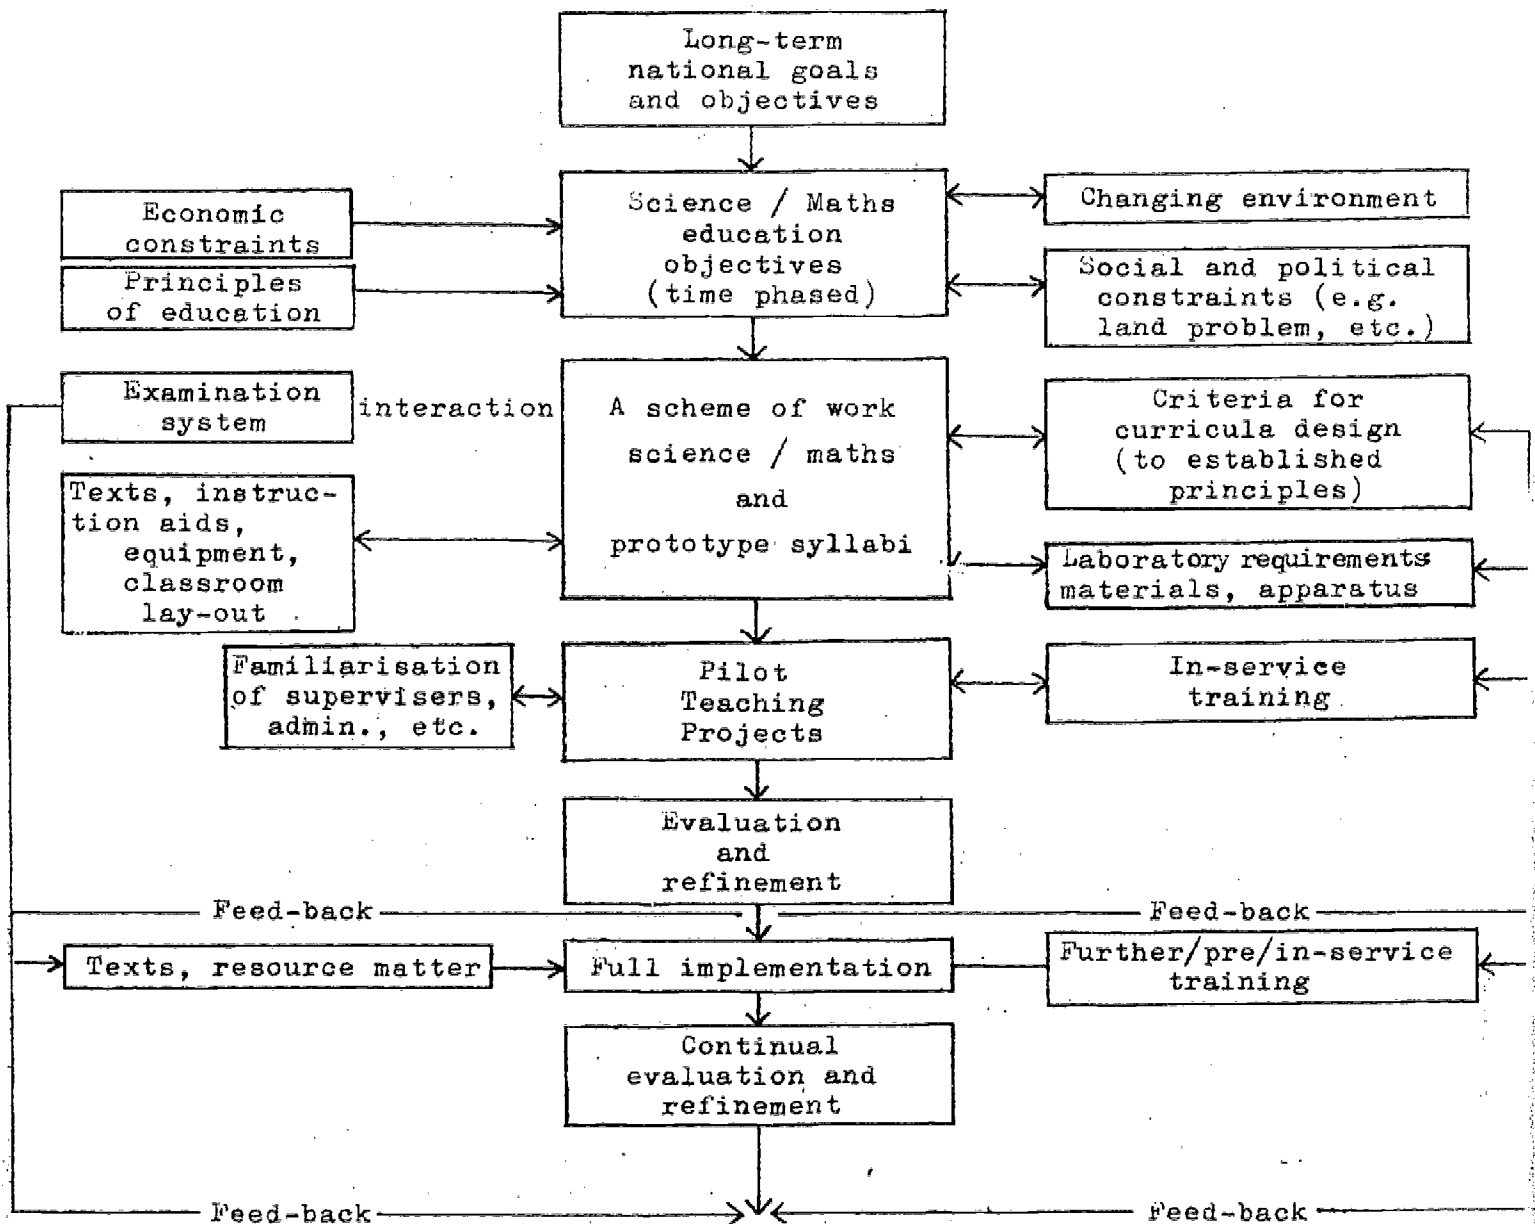 Long-term
national goals
and objectives
Economic
constraints
Principles
of education
Science / Maths
education
objectives
(time phased)
Changing environment
Social and political
constraints (e.g.
land problem, etc.)
Examination
system
interaction
A scheme of work
science / maths
and
prototype syllabi
Criteria for
curricula design
(to established
principles)
Texts, instruc-
tion aids,
equipment,
classroom
lay-out
Laboratory requirements
materials, apparatus
Familiarisation
of supervisers,
admin., etc.
Pilot
Teaching
Projects
In-service
training
Evaluation
and
refinement
Feed-back
Feed-back
Texts, resource matter
Full implementation
Further/pre/in-service
training
Continual
evaluation and
refinement
Feed-back
Feed-back